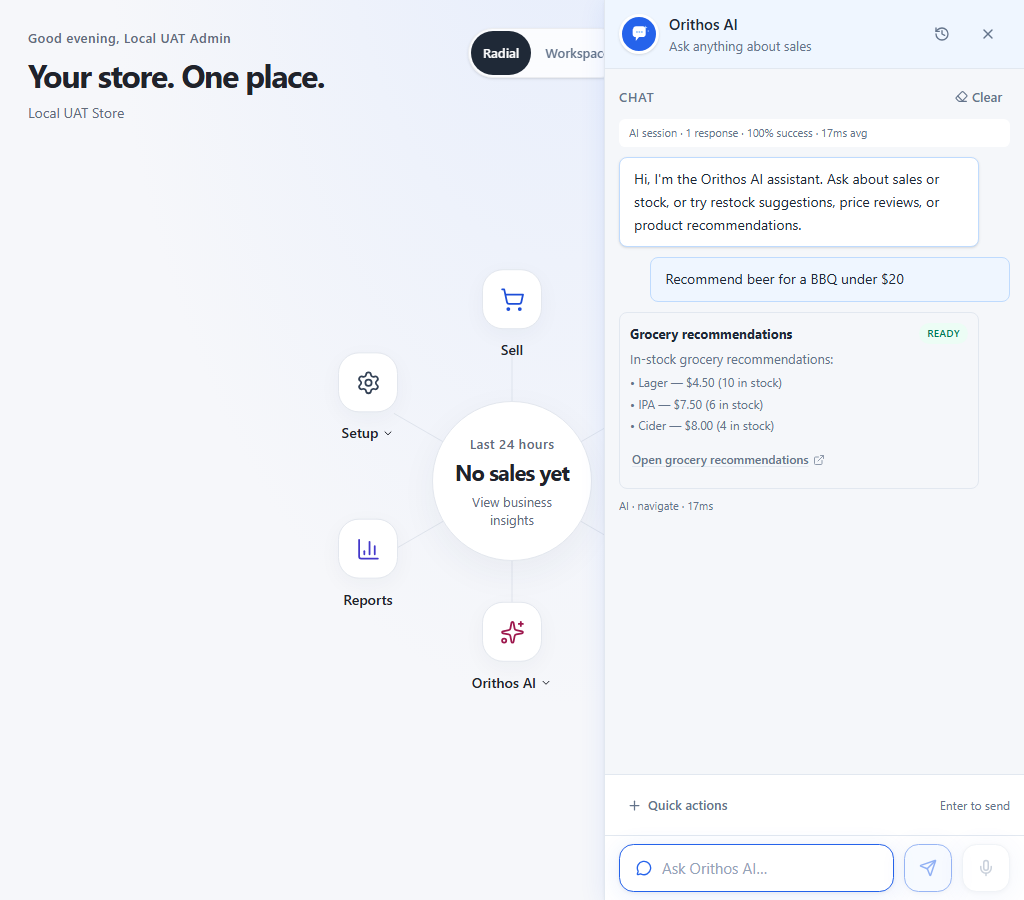 Good evening, Local UAT Admin
Your store. One place.
Local UAT Store
Radial
Sell
Setup
Last 24 hours
No sales yet
View business
insights
Reports
Orithos AI
Orithos AI
Ask anything about sales
CHAT
Clear
AI session · 1 response · 100% success · 17ms avg
Hi, I'm the Orithos AI assistant. Ask about sales or
stock, or try restock suggestions, price reviews, or
product recommendations.
Recommend beer for a BBQ under $20
Grocery recommendations
READY
In-stock grocery recommendations:
• Lager — $4.50 (10 in stock)
• IPA — $7.50 (6 in stock)
• Cider — $8.00 (4 in stock)
Open grocery recommendations
AI · navigate · 17ms
Quick actions
Enter to send
Ask Orithos AI...